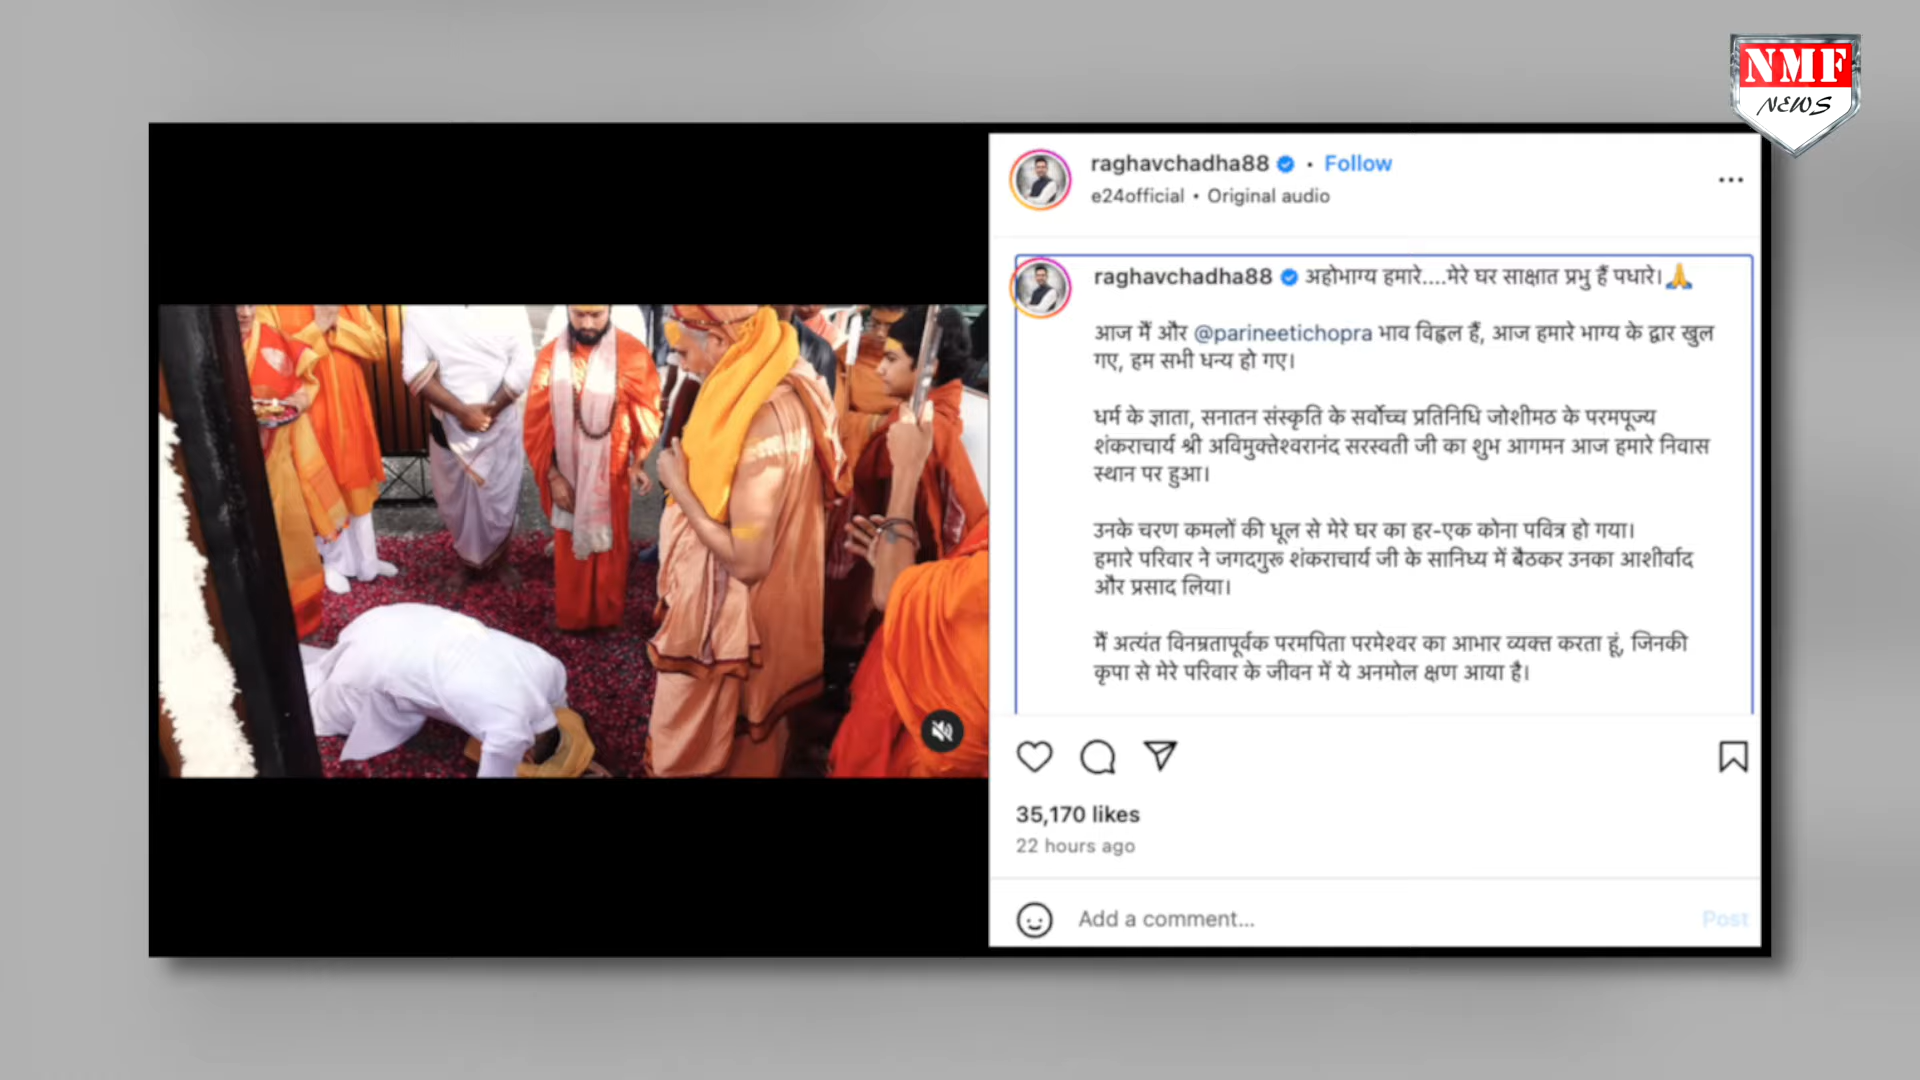 NMF
NEWS
raghavchadha88 • Follow
e24official • Original audio
raghavchadha88 अहोभाग्य हमारे....मेरे घर साक्षात प्रभु हैं पधारे।🙏
आज मैं और @parineetichopra भाव विह्वल हैं, आज हमारे भाग्य के द्वार खुल
गए, हम सभी धन्य हो गए।
धर्म के ज्ञाता, सनातन संस्कृति के सर्वोच्च प्रतिनिधि जोशीमठ के परमपूज्य
शंकराचार्य श्री अविमुक्तेश्वरानंद सरस्वती जी का शुभ आगमन आज हमारे निवास
स्थान पर हुआ।
उनके चरण कमलों की धूल से मेरे घर का हर-एक कोना पवित्र हो गया।
हमारे परिवार ने जगदगुरू शंकराचार्य जी के सानिध्य में बैठकर उनका आशीर्वाद
और प्रसाद लिया।
मैं अत्यंत विनम्रतापूर्वक परमपिता परमेश्वर का आभार व्यक्त करता हूं, जिनकी
कृपा से मेरे परिवार के जीवन में ये अनमोल क्षण आया है।
35,170 likes
22 hours ago
Add a comment...
Post